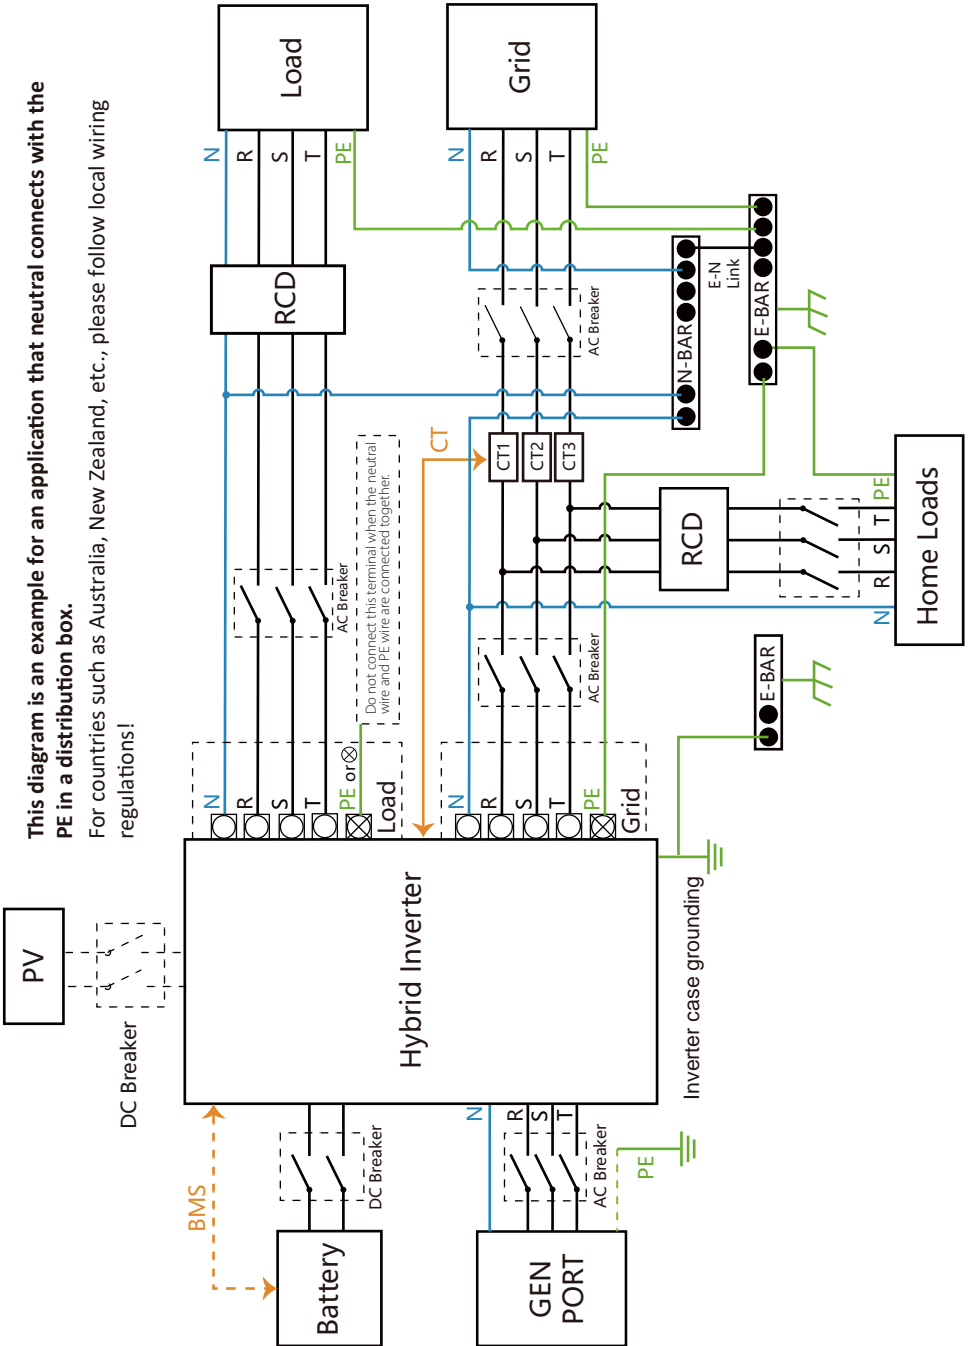 This diagram is an example for an application that neutral connects with the
PE in a distribution box.
For countries such as Australia, New Zealand, etc., please follow local wiring
regulations!
PV
DC Breaker
BMS
Battery
DC Breaker
GEN
PORT
N
R
S
T
AC Breaker
PE
Hybrid Inverter
Inverter case grounding
N
R
S
T
PE or
Load
Do not connect this terminal when the neutral
wire and PE wire are connected together.
AC Breaker
RCD
N
R
S
T
PE
Load
CT
N
R
S
T
PE
Grid
AC Breaker
CT1
CT2
CT3
AC Breaker
N
R
S
T
PE
Grid
N-BAR
E-N
Link
E-BAR
RCD
N
R
S
T
PE
Home Loads
E-BAR